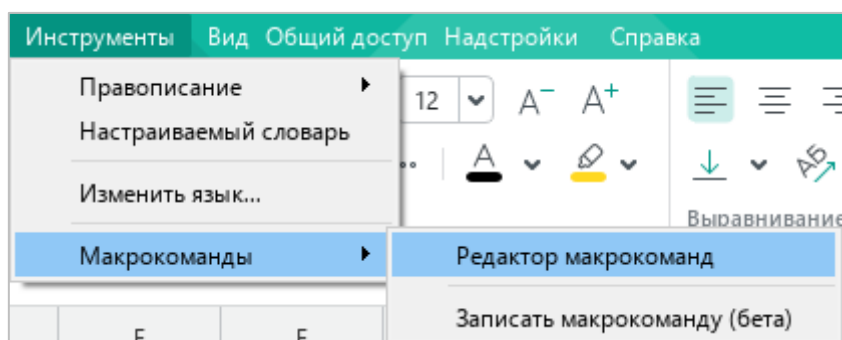 Инструменты Вид Общий доступ Надстройки Справка
Правописание
12 A⁻ A⁺
Настраиваемый словарь
A
АБ
Изменить язык...
Выравнивание
Макрокоманды
Редактор макрокоманд
Записать макрокоманду (бета)